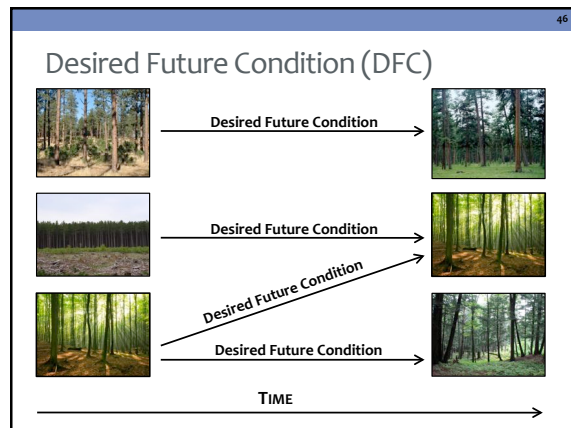 46
Desired Future Condition (DFC)
Desired Future Condition
Desired Future Condition
Desired Future Condition
Desired Future Condition
TIME